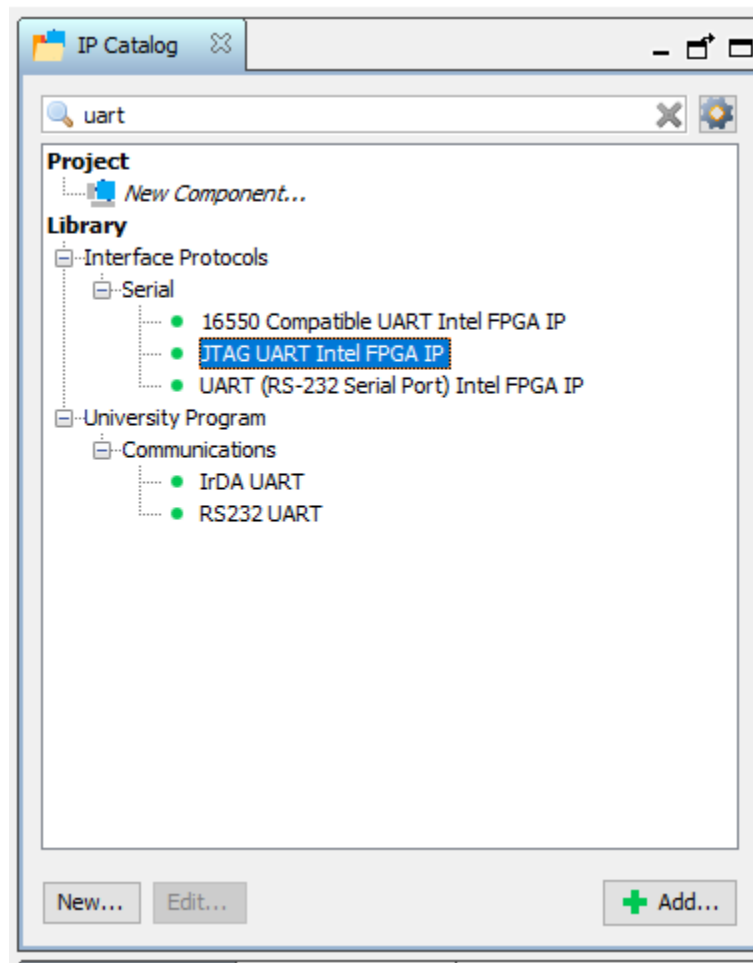 IP Catalog
uart
Project
New Component...
Library
Interface Protocols
Serial
16550 Compatible UART Intel FPGA IP
JTAG UART Intel FPGA IP
UART (RS-232 Serial Port) Intel FPGA IP
University Program
Communications
IrDA UART
RS232 UART
New... Edit... Add...